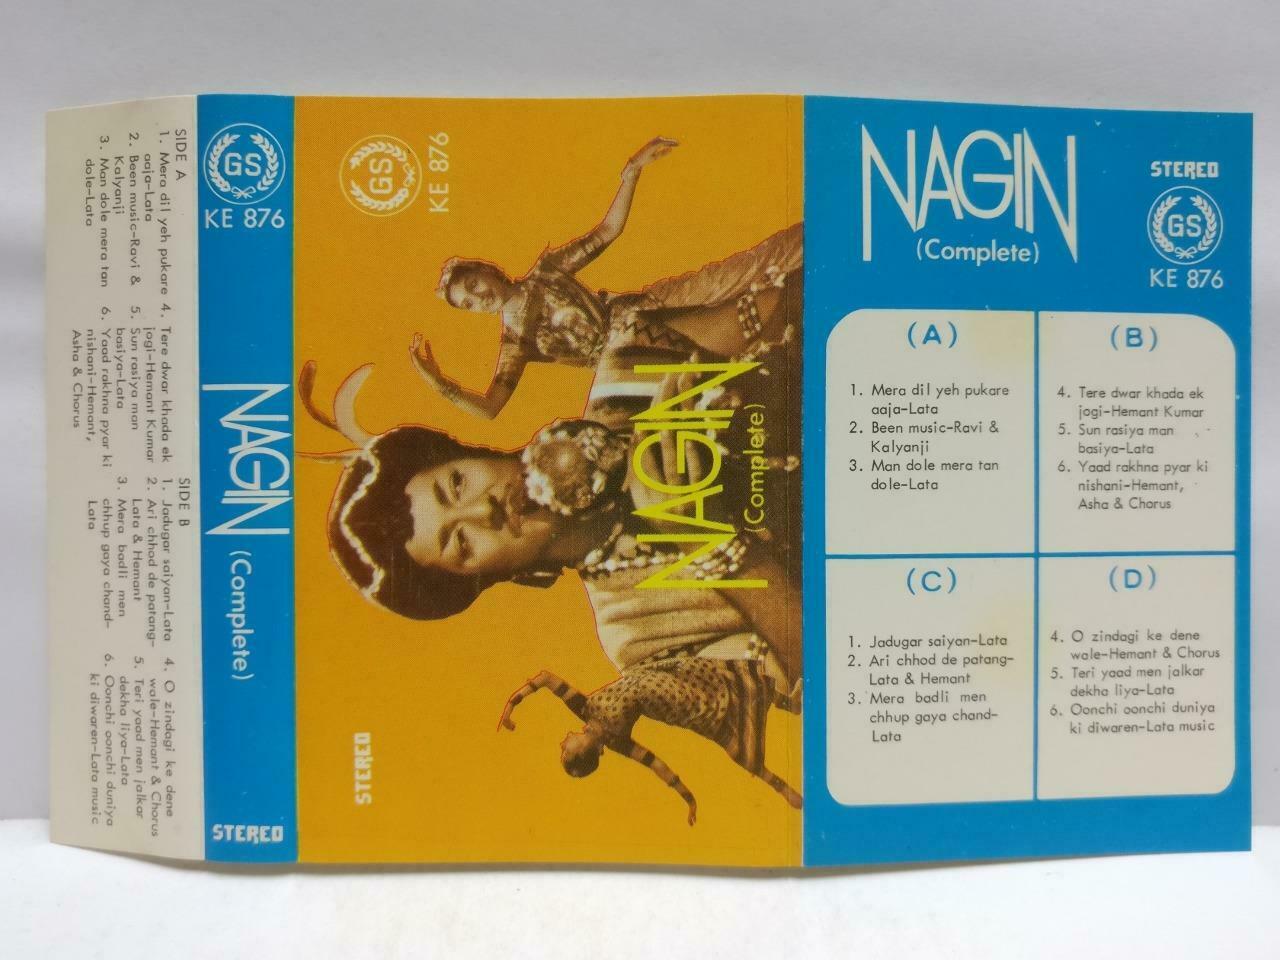 SIDE A
1. Mera dil yeh pukare
aaja-Lata
2. Been music-Ravi &
Kalyanji
3. Man dole mera tan
dole-Lata
4. Tere dwar khada ek
jogi-Hemant Kumar
5. Sun rasiya man
basiya-Lata
6. Yaad rakhna pyar ki
nishani-Hemant,
Asha & Chorus
SIDE B
1. Jadugar saiyan-Lata
2. Ari chhod de patang-
Lata & Hemant
3. Mera badli men
chhup gaya chand-
Lata
4. O zindagi ke dene
wale-Hemant & Chorus
5. Teri yaad men jalkar
dekha liya-Lata
6. Oonchi oonchi duniya
ki diwaren-Lata music
GS
KE 876
NAGIN
(Complete)
STEREO
GS
KE 876
NAGIN
(Complete)
STEREO
NAGIN
(Complete)
STEREO
GS
KE 876
(A)
1. Mera dil yeh pukare
aaja-Lata
2. Been music-Ravi &
Kalyanji
3. Man dole mera tan
dole-Lata
(B)
4. Tere dwar khada ek
jogi-Hemant Kumar
5. Sun rasiya man
basiya-Lata
6. Yaad rakhna pyar ki
nishani-Hemant,
Asha & Chorus
(C)
1. Jadugar saiyan-Lata
2. Ari chhod de patang-
Lata & Hemant
3. Mera badli men
chhup gaya chand-
Lata
(D)
4. O zindagi ke dene
wale-Hemant & Chorus
5. Teri yaad men jalkar
dekha liya-Lata
6. Oonchi oonchi duniya
ki diwaren-Lata music